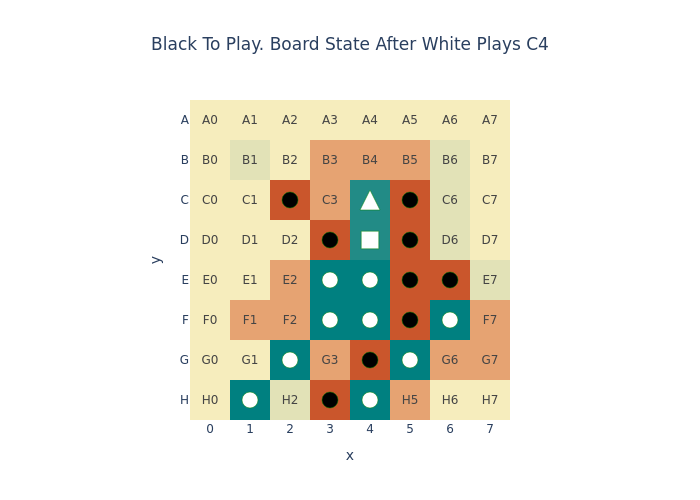 Black To Play. Board State After White Plays C4
A A0 A1 A2 A3 A4 A5 A6 A7
B B0 B1 B2 B3 B4 B5 B6 B7
C C0 C1 C3 C6 C7
D D0 D1 D2 D6 D7
y
E E0 E1 E2 E7
F F0 F1 F2 F7
G G0 G1 G3 G6 G7
H H0 H2 H5 H6 H7
0 1 2 3 4 5 6 7
x